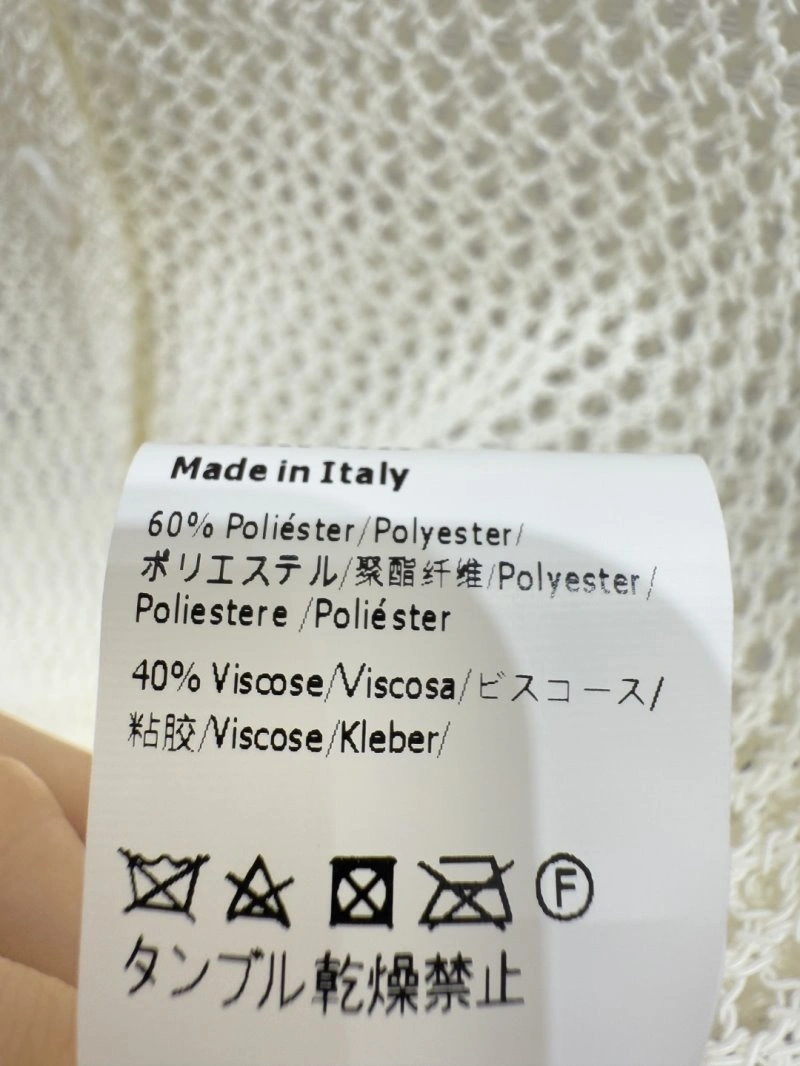 Made in Italy
60% Poliéster/Polyester/
ポリエステル/聚酯纤维/Polyester/
Poliestere /Poliéster
40% Viscose/Viscosa/ビスコース/
粘胶/Viscose/Kleber/
F
タンブル乾燥禁止